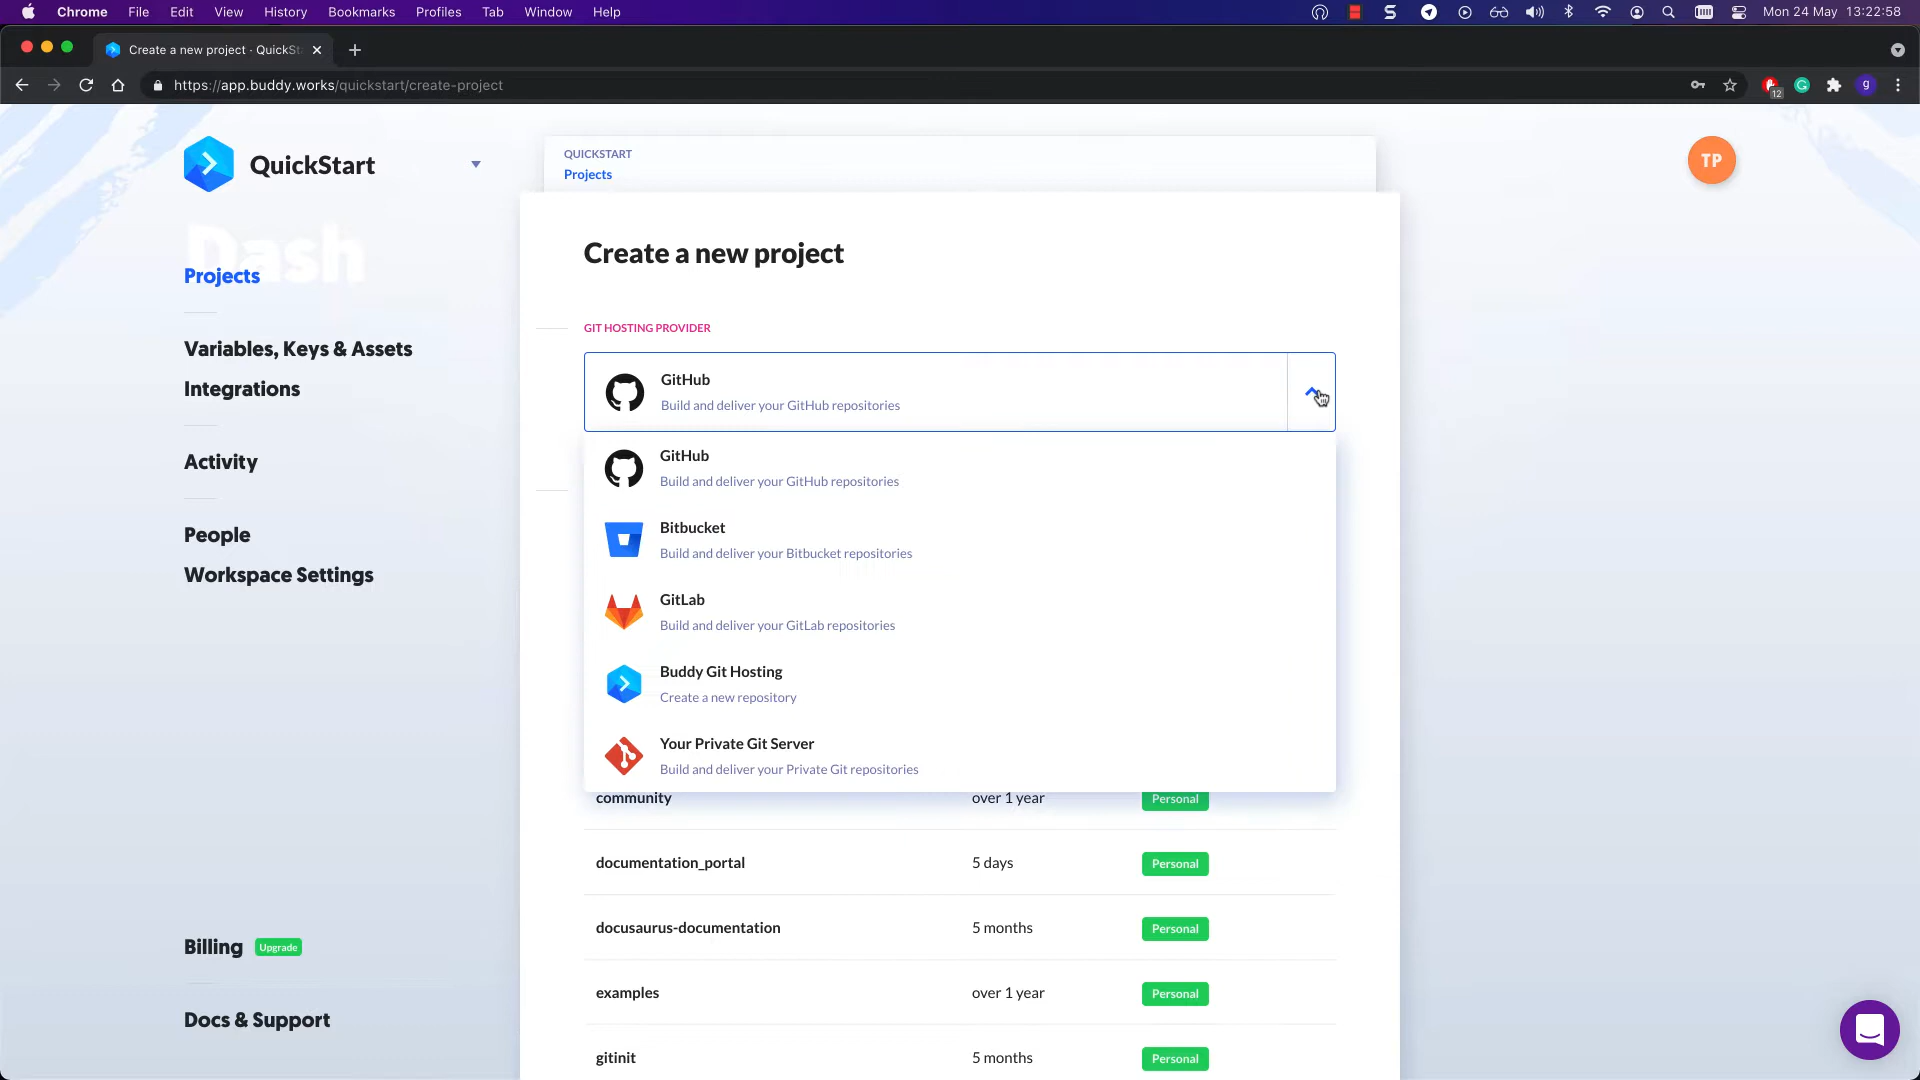 Chrome File Edit View History Bookmarks Profiles Tab Window Help Mon 24 May 13:22:58
Create a new project - QuickSt
https://app.buddy.works/quickstart/create-project
12
g
QuickStart
Dash
Projects
Variables, Keys & Assets
Integrations
Activity
People
Workspace Settings
Billing Upgrade
Docs & Support
QUICKSTART
Projects
TP
Create a new project
GIT HOSTING PROVIDER
GitHub
Build and deliver your GitHub repositories
GitHub
Build and deliver your GitHub repositories
Bitbucket
Build and deliver your Bitbucket repositories
GitLab
Build and deliver your GitLab repositories
Buddy Git Hosting
Create a new repository
Your Private Git Server
Build and deliver your Private Git repositories
community over 1 year Personal
documentation_portal 5 days Personal
docusaurus-documentation 5 months Personal
examples over 1 year Personal
gitinit 5 months Personal